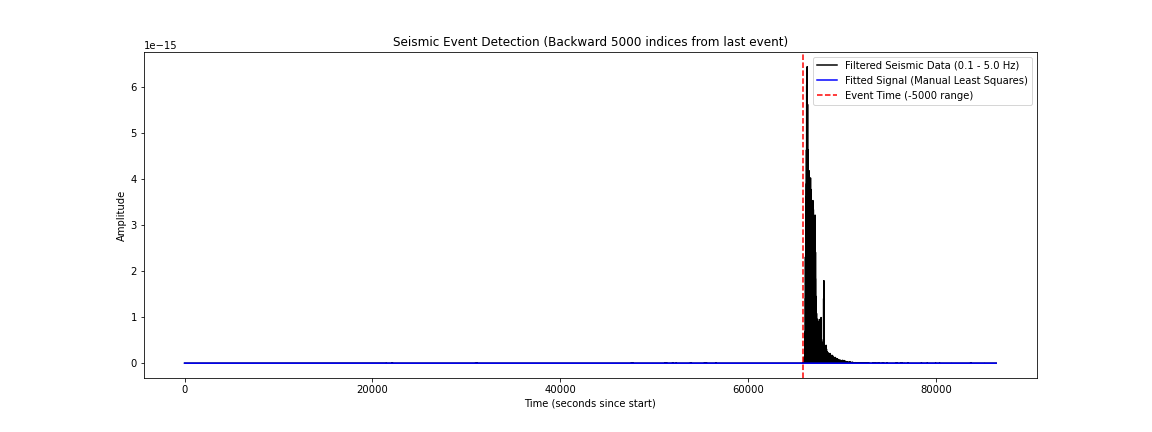 Seismic Event Detection (Backward 5000 indices from last event)
1e−15
Filtered Seismic Data (0.1 - 5.0 Hz)
Fitted Signal (Manual Least Squares)
Event Time (-5000 range)
6
5
4
3
2
1
0
Amplitude
0 20000 40000 60000 80000
Time (seconds since start)